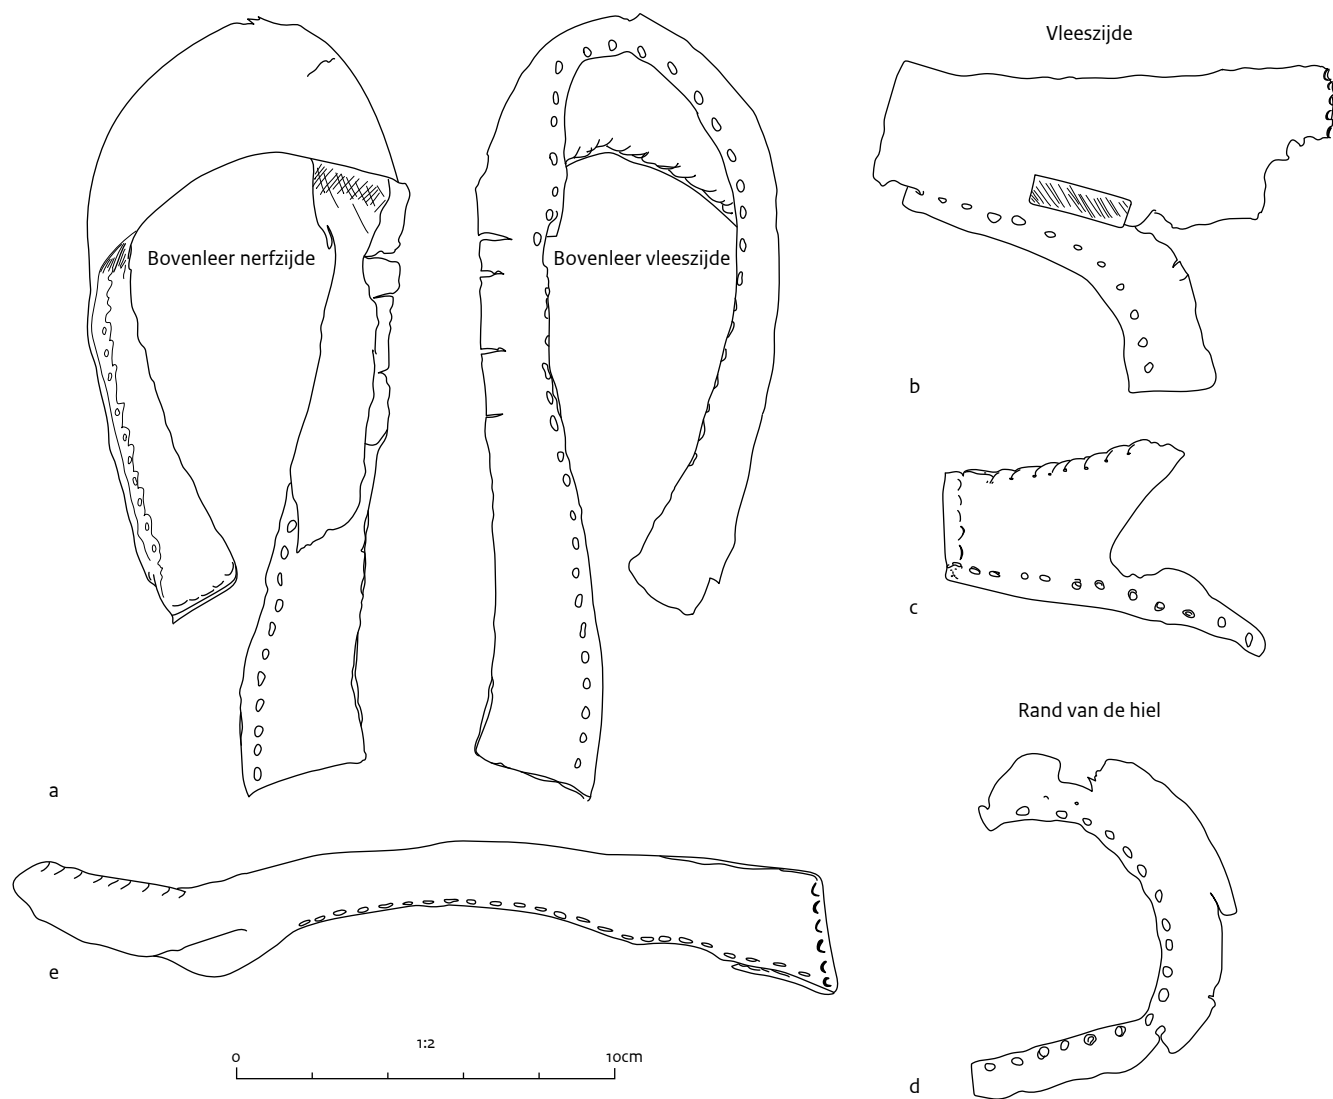 Vleeszijde
Bovenleer nerfzijde
Bovenleer vleeszijde
b
c
Rand van de hiel
a
e
1:2
0
10cm
d